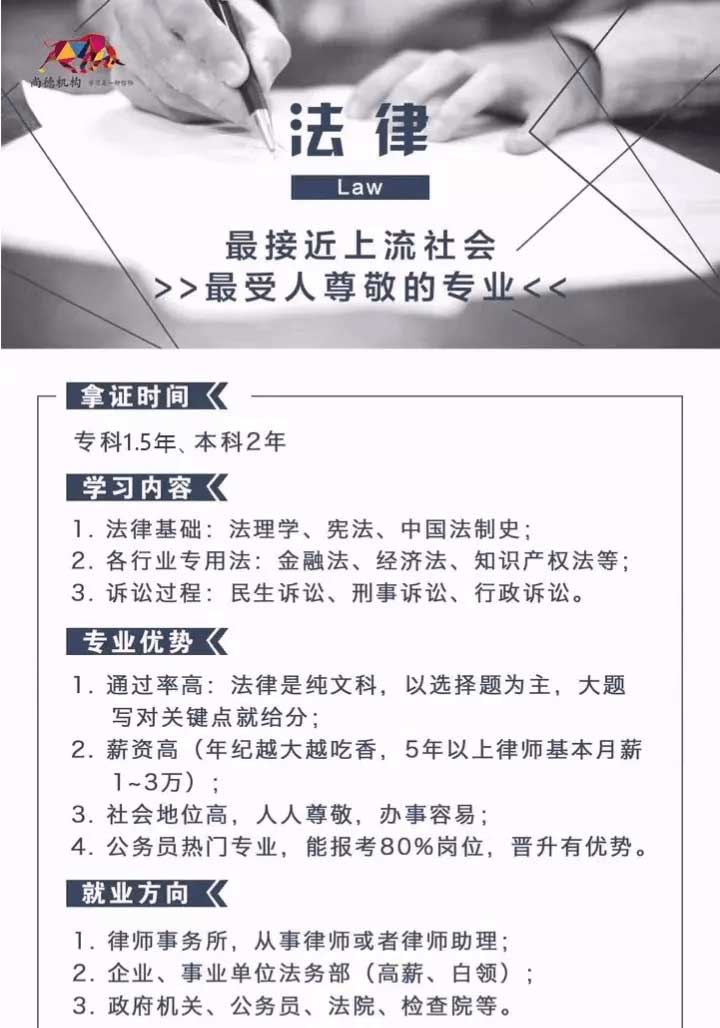 尚德机构 学习是一种信仰
法律
Law
最接近上流社会
>>最受人尊敬的专业<<
拿证时间
专科1.5年、本科2年
学习内容
1. 法律基础：法理学、宪法、中国法制史；
2. 各行业专用法：金融法、经济法、知识产权法等；
3. 诉讼过程：民生诉讼、刑事诉讼、行政诉讼。
专业优势
1. 通过率高：法律是纯文科，以选择题为主，大题
写对关键点就给分；
2. 薪资高（年纪越大越吃香，5年以上律师基本月薪
1~3万）；
3. 社会地位高，人人尊敬，办事容易；
4. 公务员热门专业，能报考80%岗位，晋升有优势。
就业方向
1. 律师事务所，从事律师或者律师助理；
2. 企业、事业单位法务部（高薪、白领）；
3. 政府机关、公务员、法院、检查院等。